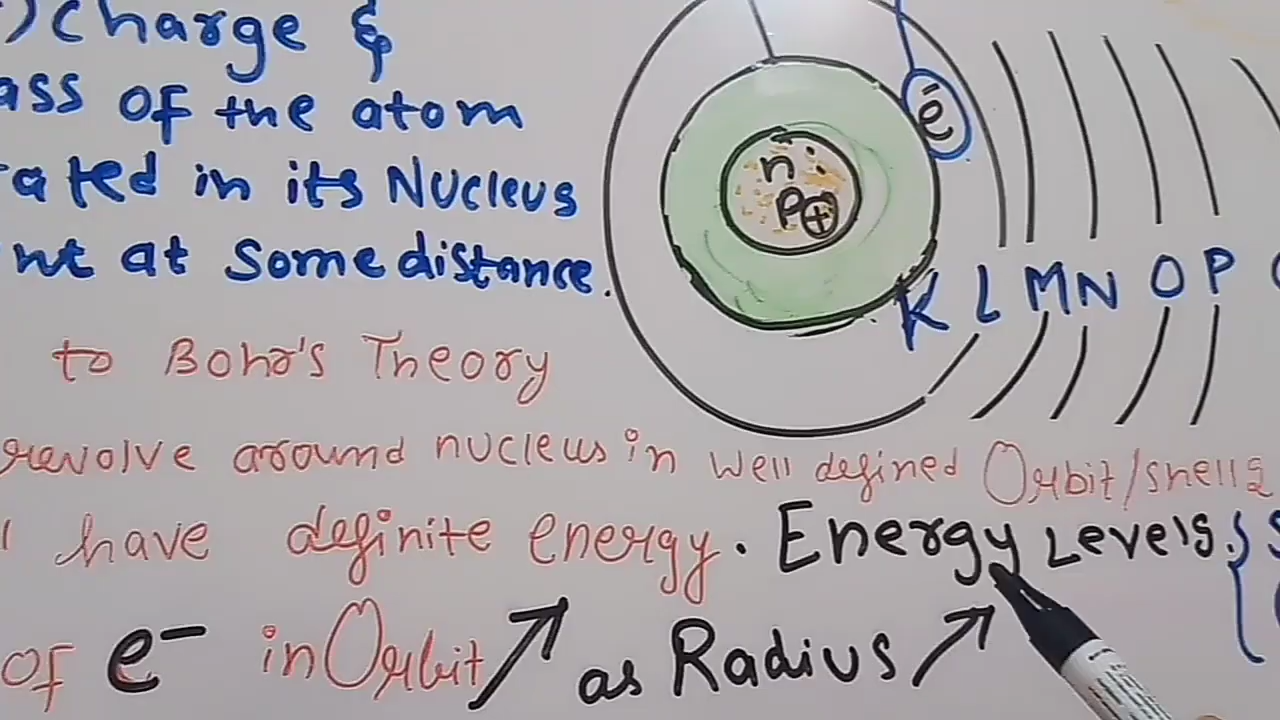 Charge &
ass of the atom
rated in its Nucleus
nt at some distance.
n
P ⊕
e-
K L M N O P
to Bohr's Theory
revolve around nucleus in well defined Orbit/shells
have definite energy. Energy Levels. {
of e- in Orbit ↗ as Radius ↗